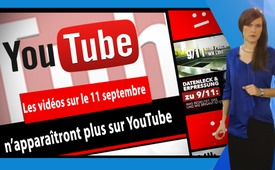 YouTube
Les vidéos sur le 11 septembre
n'apparaîtront plus sur YouTube
9/11
DATENLECK &
ERPRESSUNG
zu 9/11: